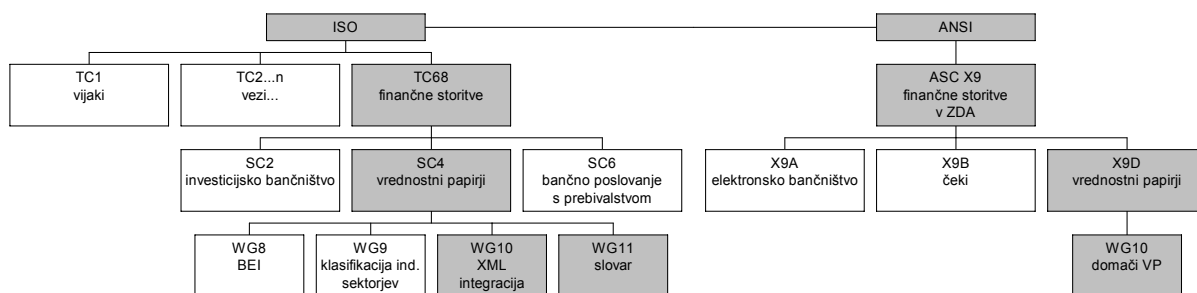 ISO
ANSI
TC1
vijaki
TC2...n
vezi...
TC68
finančne storitve
ASC X9
finančne storitve
v ZDA
SC2
investicijsko bančništvo
SC4
vrednostni papirji
SC6
bančno poslovanje
s prebivalstvom
X9A
elektronsko bančništvo
X9B
čeki
X9D
vrednostni papirji
WG8
BEI
WG9
klasifikacija ind.
sektorjev
WG10
XML
integracija
WG11
slovar
WG10
domači VP